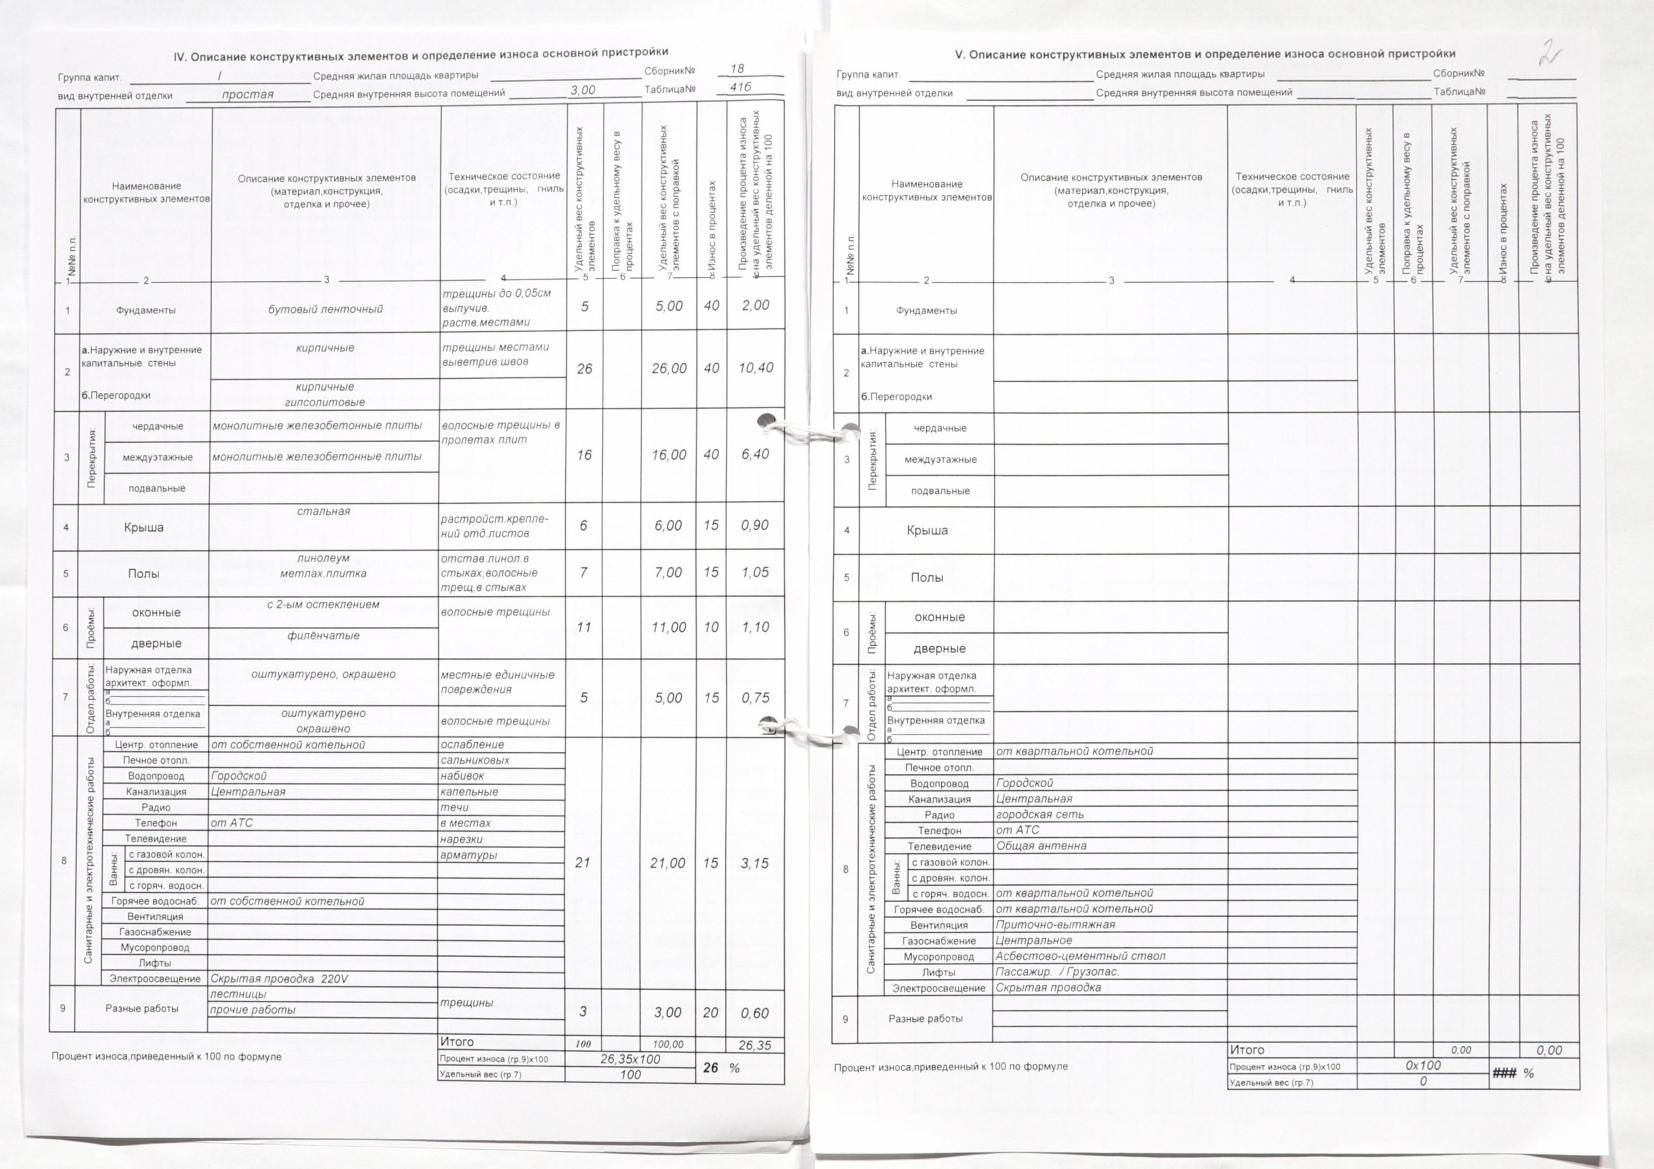 IV. Описание конструктивных элементов и определение износа основной пристройки
Группа капит. I Средняя жилая площадь квартиры Сборник№ 18
вид внутренней отделки простая Средняя внутренняя высота помещений 3,00 Таблица№ 41б
№№ п.п.
Наименование
конструктивных элементов
Описание конструктивных элементов
(материал,конструкция,
отделка и прочее)
Техническое состояние
(осадки,трещины, гниль
и т.п.)
Удельный вес конструктивных
элементов
Поправка к удельному весу в
процентах
Удельный вес конструктивных
элементов с поправкой
Износ в процентах
Произведение процента износа
на удельный вес конструктивных
элементов деленной на 100
1 2 3 4 5 6 7 8 9
1 Фундаменты бутовый ленточный трещины до 0,05см
выпучив.
раств.местами
5 5,00 40 2,00
2 а.Наружние и внутренние
капитальные стены
кирпичные
трещины местами
выветрив.швов
26 26,00 40 10,40
б.Перегородки
кирпичные
гипсолитовые
3 Перекрытия:
чердачные монолитные железобетонные плиты волосные трещины в
пролетах плит
междуэтажные монолитные железобетонные плиты 16 16,00 40 6,40
подвальные
4 Крыша стальная растройст.крепле-
ний отд.листов
6 6,00 15 0,90
5 Полы линолеум
метлах.плитка
отстав.линол.в
стыках,волосные
трещ.в стыках
7 7,00 15 1,05
6 Проёмы:
оконные с 2-ым остеклением волосные трещины
11 11,00 10 1,10
дверные филёнчатые
7 Отдел.работы:
Наружная отделка
архитект. оформл.
а
б
оштукатурено, окрашено местные единичные
повреждения
5 5,00 15 0,75
Внутренняя отделка
а
б
оштукатурено
окрашено
волосные трещины
8 Санитарные и электротехнические работы
Центр. отопление от собственной котельной ослабление
Печное отопл. сальниковых
Водопровод Городской набивок
Канализация Центральная капельные
Радио течи
Телефон от АТС в местах
Телевидение нарезки
Ванны:
с газовой колон. арматуры
21 21,00 15 3,15
с дровян. колон.
с горяч. водосн.
Горячее водоснаб. от собственной котельной
Вентиляция
Газоснабжение
Мусоропровод
Лифты
Электроосвещение Скрытая проводка 220V
9 Разные работы лестницы
прочие работы
трещины
3 3,00 20 0,60
Итого 100 100,00 26,35
Процент износа,приведенный к 100 по формуле
Процент износа (гр.9)х100 26,35х100
Удельный вес (гр.7) 100
26 %
2
V. Описание конструктивных элементов и определение износа основной пристройки
Группа капит. Средняя жилая площадь квартиры Сборник№
вид внутренней отделки Средняя внутренняя высота помещений Таблица№
№№ п.п.
Наименование
конструктивных элементов
Описание конструктивных элементов
(материал,конструкция,
отделка и прочее)
Техническое состояние
(осадки,трещины, гниль
и т.п.)
Удельный вес конструктивных
элементов
Поправка к удельному весу в
процентах
Удельный вес конструктивных
элементов с поправкой
Износ в процентах
Произведение процента износа
на удельный вес конструктивных
элементов деленной на 100
1 2 3 4 5 6 7 8 9
1 Фундаменты
2 а.Наружние и внутренние
капитальные стены
б.Перегородки
3 Перекрытия:
чердачные
междуэтажные
подвальные
4 Крыша
5 Полы
6 Проёмы:
оконные
дверные
7 Отдел.работы:
Наружная отделка
архитект. оформл.
а
б
Внутренняя отделка
а
б
8 Санитарные и электротехнические работы
Центр. отопление от квартальной котельной
Печное отопл.
Водопровод Городской
Канализация Центральная
Радио городская сеть
Телефон от АТС
Телевидение Общая антенна
Ванны:
с газовой колон.
с дровян. колон.
с горяч. водосн. от квартальной котельной
Горячее водоснаб. от квартальной котельной
Вентиляция Приточно-вытяжная
Газоснабжение Центральное
Мусоропровод Асбестово-цементный ствол
Лифты Пассажир. / Грузопас.
Электроосвещение Скрытая проводка
9 Разные работы
Итого 0,00 0,00
Процент износа,приведенный к 100 по формуле
Процент износа (гр.9)х100 0х100
Удельный вес (гр.7) 0
### %